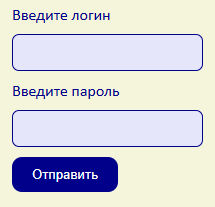 Введите логин
Введите пароль
Отправить